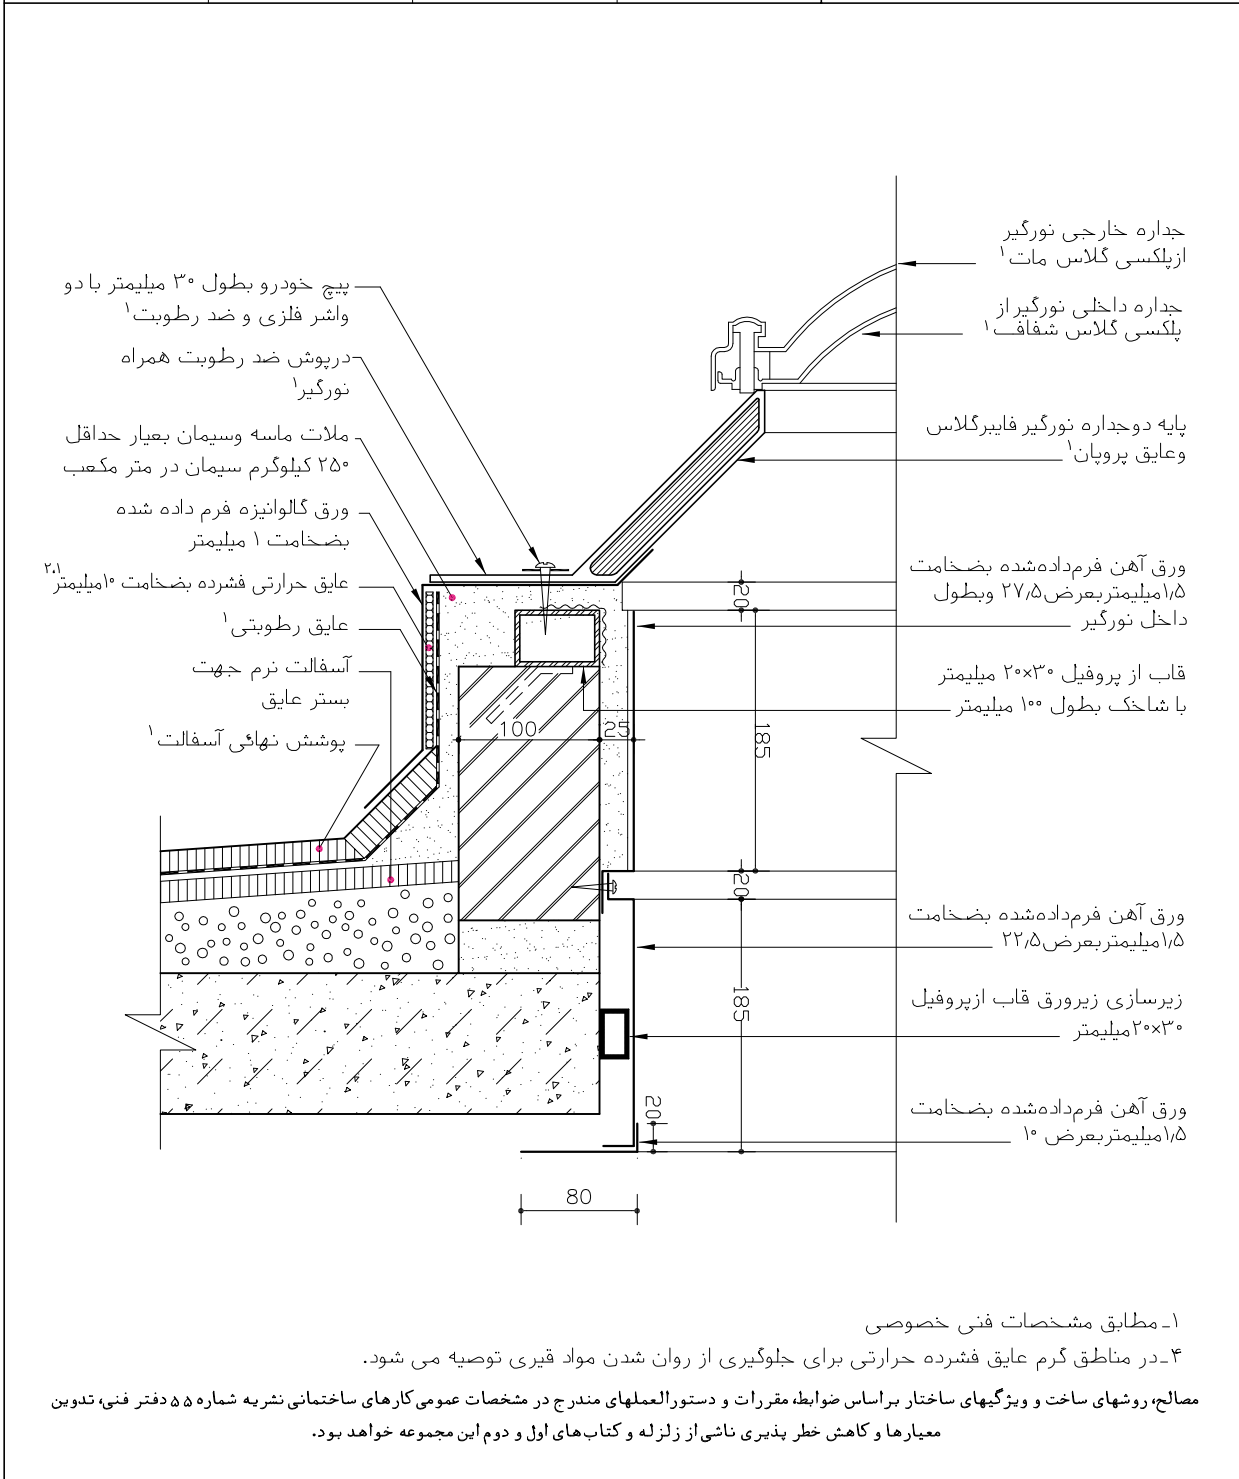 جداره خارجی نورگیر
ازپلکسی گلاس مات۱
جداره داخلی نورگیر از
پلکسی گلاس شفاف۱
پایه دوجداره نورگیر فایبرگلاس
وعایق پروپان۱
ورق آهن فرم‌داده‌شده بضخامت
۱٫۵میلیمتربعرض۲۷٫۵ وبطول
داخل نورگیر
قاب از پروفیل ۳۰×۲۰ میلیمتر
با شاخک بطول ۱۰۰ میلیمتر
ورق آهن فرم‌داده‌شده بضخامت
۱٫۵میلیمتربعرض۲۲٫۵
زیرسازی زیرورق قاب ازپروفیل
۳۰×۲۰میلیمتر
ورق آهن فرم‌داده‌شده بضخامت
۱٫۵میلیمتربعرض ۱۰
پیچ خودرو بطول ۳۰ میلیمتر با دو
واشر فلزی و ضد رطوبت۱
درپوش ضد رطوبت همراه
نورگیر۱
ملات ماسه وسیمان بعیار حداقل
۲۵۰ کیلوگرم سیمان در متر مکعب
ورق گالوانیزه فرم داده شده
بضخامت ۱ میلیمتر
عایق حرارتی فشرده بضخامت ۱۰میلیمتر۲،۱
عایق رطوبتی۱
آسفالت نرم جهت
بستر عایق
پوشش نهائی آسفالت۱
20
100
25
185
20
185
20
80
۱ـ مطابق مشخصات فنی خصوصی
۴ـ در مناطق گرم عایق فشرده حرارتی برای جلوگیری از روان شدن مواد قیری توصیه می شود.
مصالح، روشهای ساخت و ویژگیهای ساختار براساس ضوابط، مقررات و دستورالعملهای مندرج در مشخصات عمومی کارهای ساختمانی نشریه شماره ۵۵ دفتر فنی، تدوین
معیارها و کاهش خطر پذیری ناشی از زلزله و کتاب‌های اول و دوم این مجموعه خواهد بود.